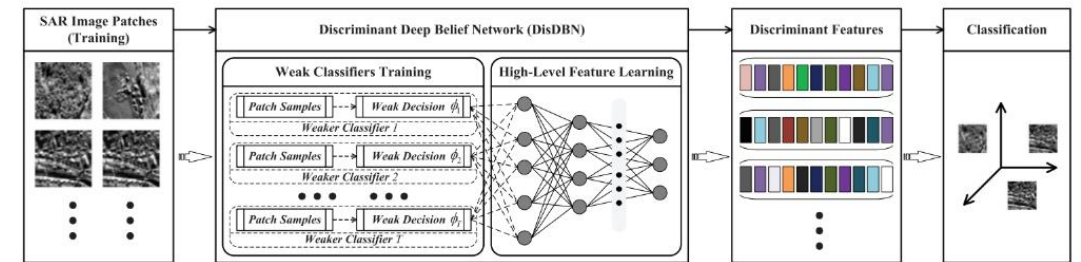 SAR Image Patches
(Training)
Discriminant Deep Belief Network (DisDBN)
Discriminant Features
Classification
Weak Classifiers Training
High-Level Feature Learning
Patch Samples
Weak Decision ϕ₁
Weaker Classifier 1
Patch Samples
Weak Decision ϕ₂
Weaker Classifier 2
Patch Samples
Weak Decision ϕT
Weaker Classifier T